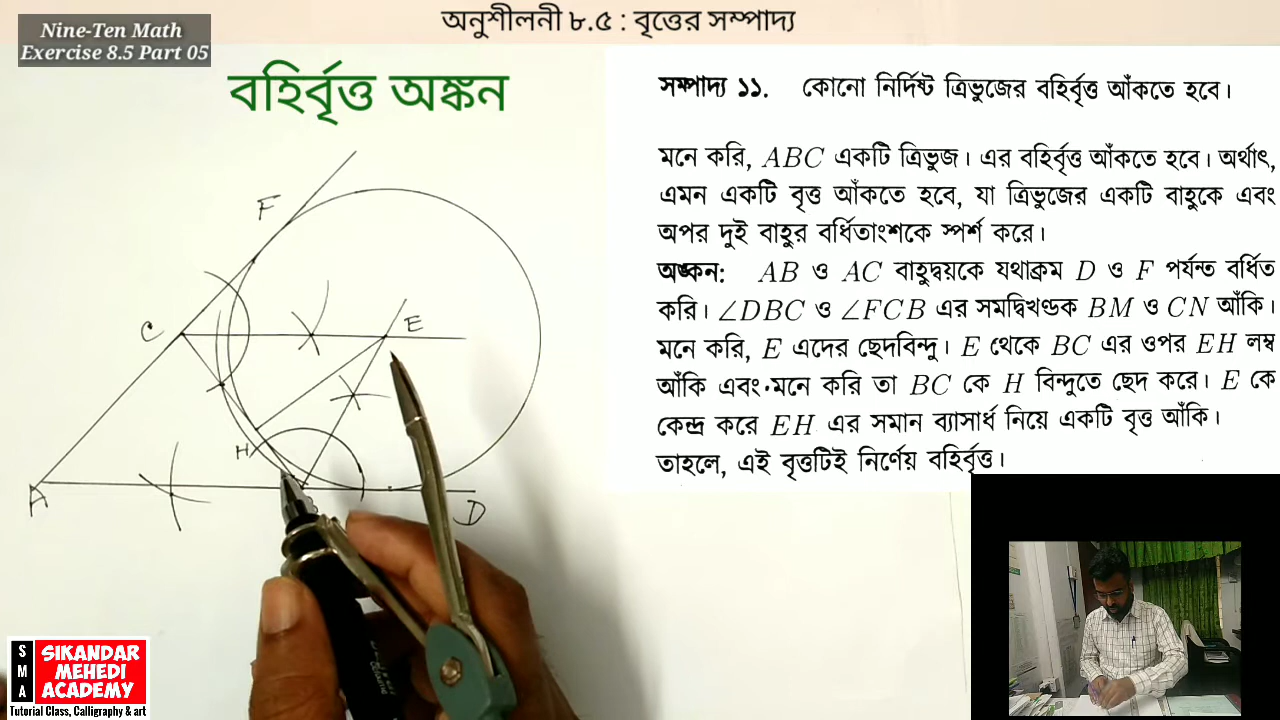 অনুশীলনী ৮.৫ : বৃত্তের সম্পাদ্য
Nine-Ten Math
Exercise 8.5 Part 05
বহির্বৃত্ত অঙ্কন
সম্পাদ্য ১১. কোনো নির্দিষ্ট ত্রিভুজের বহির্বৃত্ত আঁকতে হবে।
মনে করি, ABC একটি ত্রিভুজ। এর বহির্বৃত্ত আঁকতে হবে। অর্থাৎ,
এমন একটি বৃত্ত আঁকতে হবে, যা ত্রিভুজের একটি বাহুকে এবং
অপর দুই বাহুর বর্ধিতাংশকে স্পর্শ করে।
অঙ্কন: AB ও AC বাহুদ্বয়কে যথাক্রম D ও F পর্যন্ত বর্ধিত
করি। ∠DBC ও ∠FCB এর সমদ্বিখণ্ডক BM ও CN আঁকি।
মনে করি, E এদের ছেদবিন্দু। E থেকে BC এর ওপর EH লম্ব
আঁকি এবং মনে করি তা BC কে H বিন্দুতে ছেদ করে। E কে
কেন্দ্র করে EH এর সমান ব্যাসার্ধ নিয়ে একটি বৃত্ত আঁকি।
তাহলে, এই বৃত্তটিই নির্ণেয় বহির্বৃত্ত।
F
C
E
H
A
D
SMA
SIKANDAR
MEHEDI
ACADEMY
Tutorial Class, Calligraphy & art